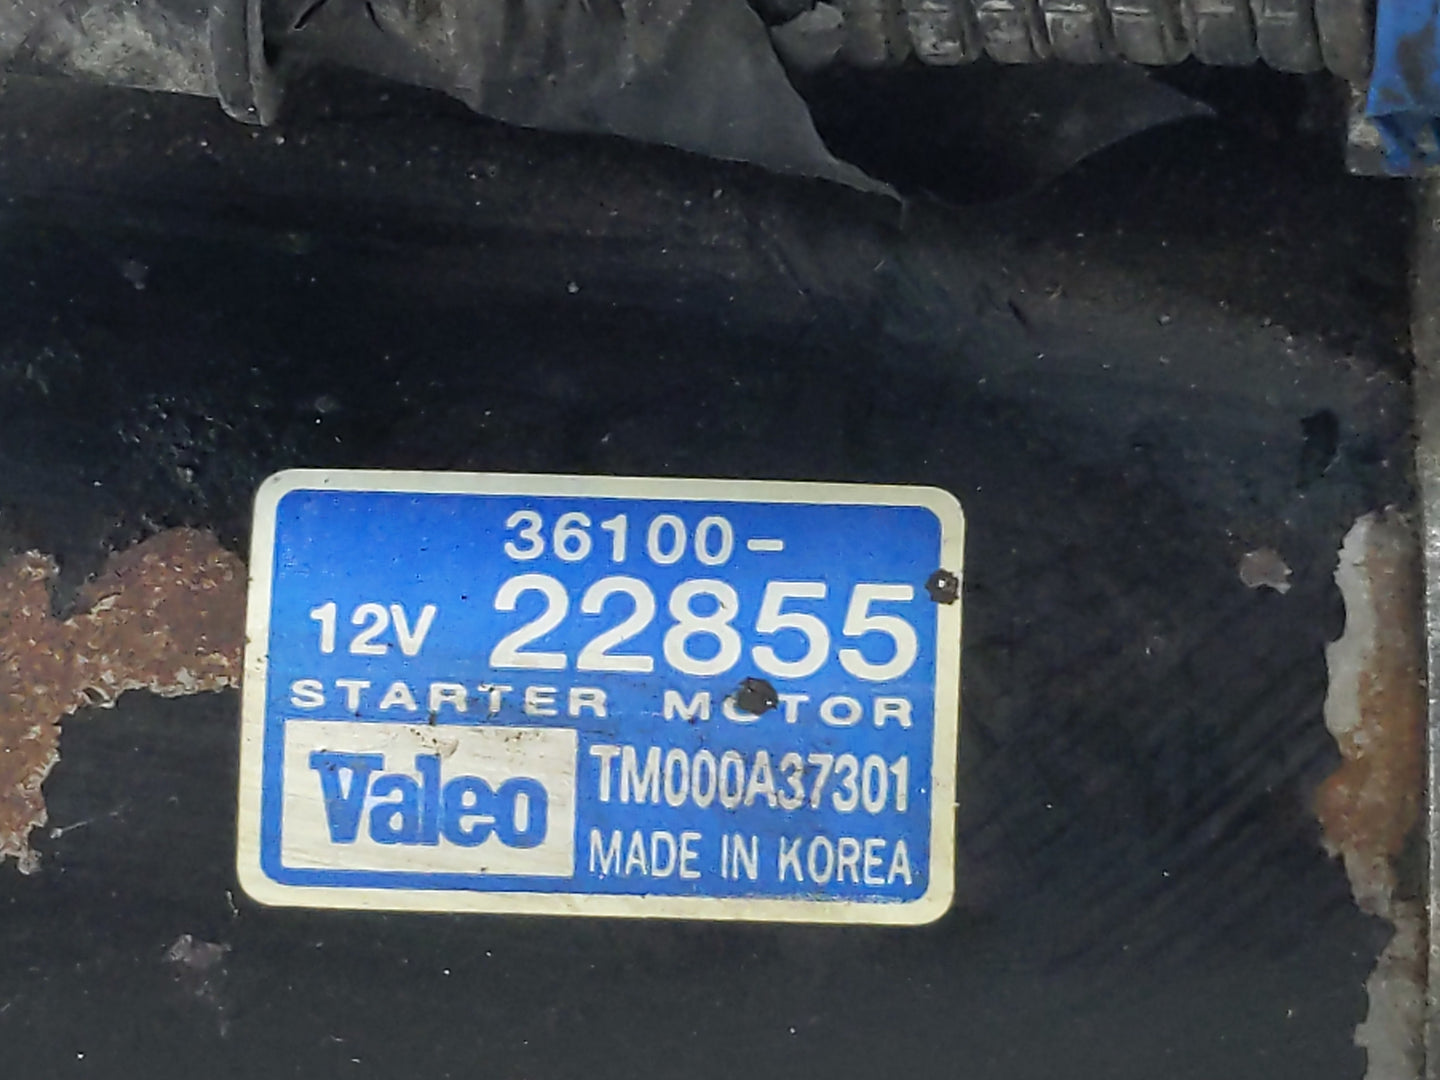 36100-
12V 22855
STARTER MOTOR
Valeo
TM000A37301
MADE IN KOREA